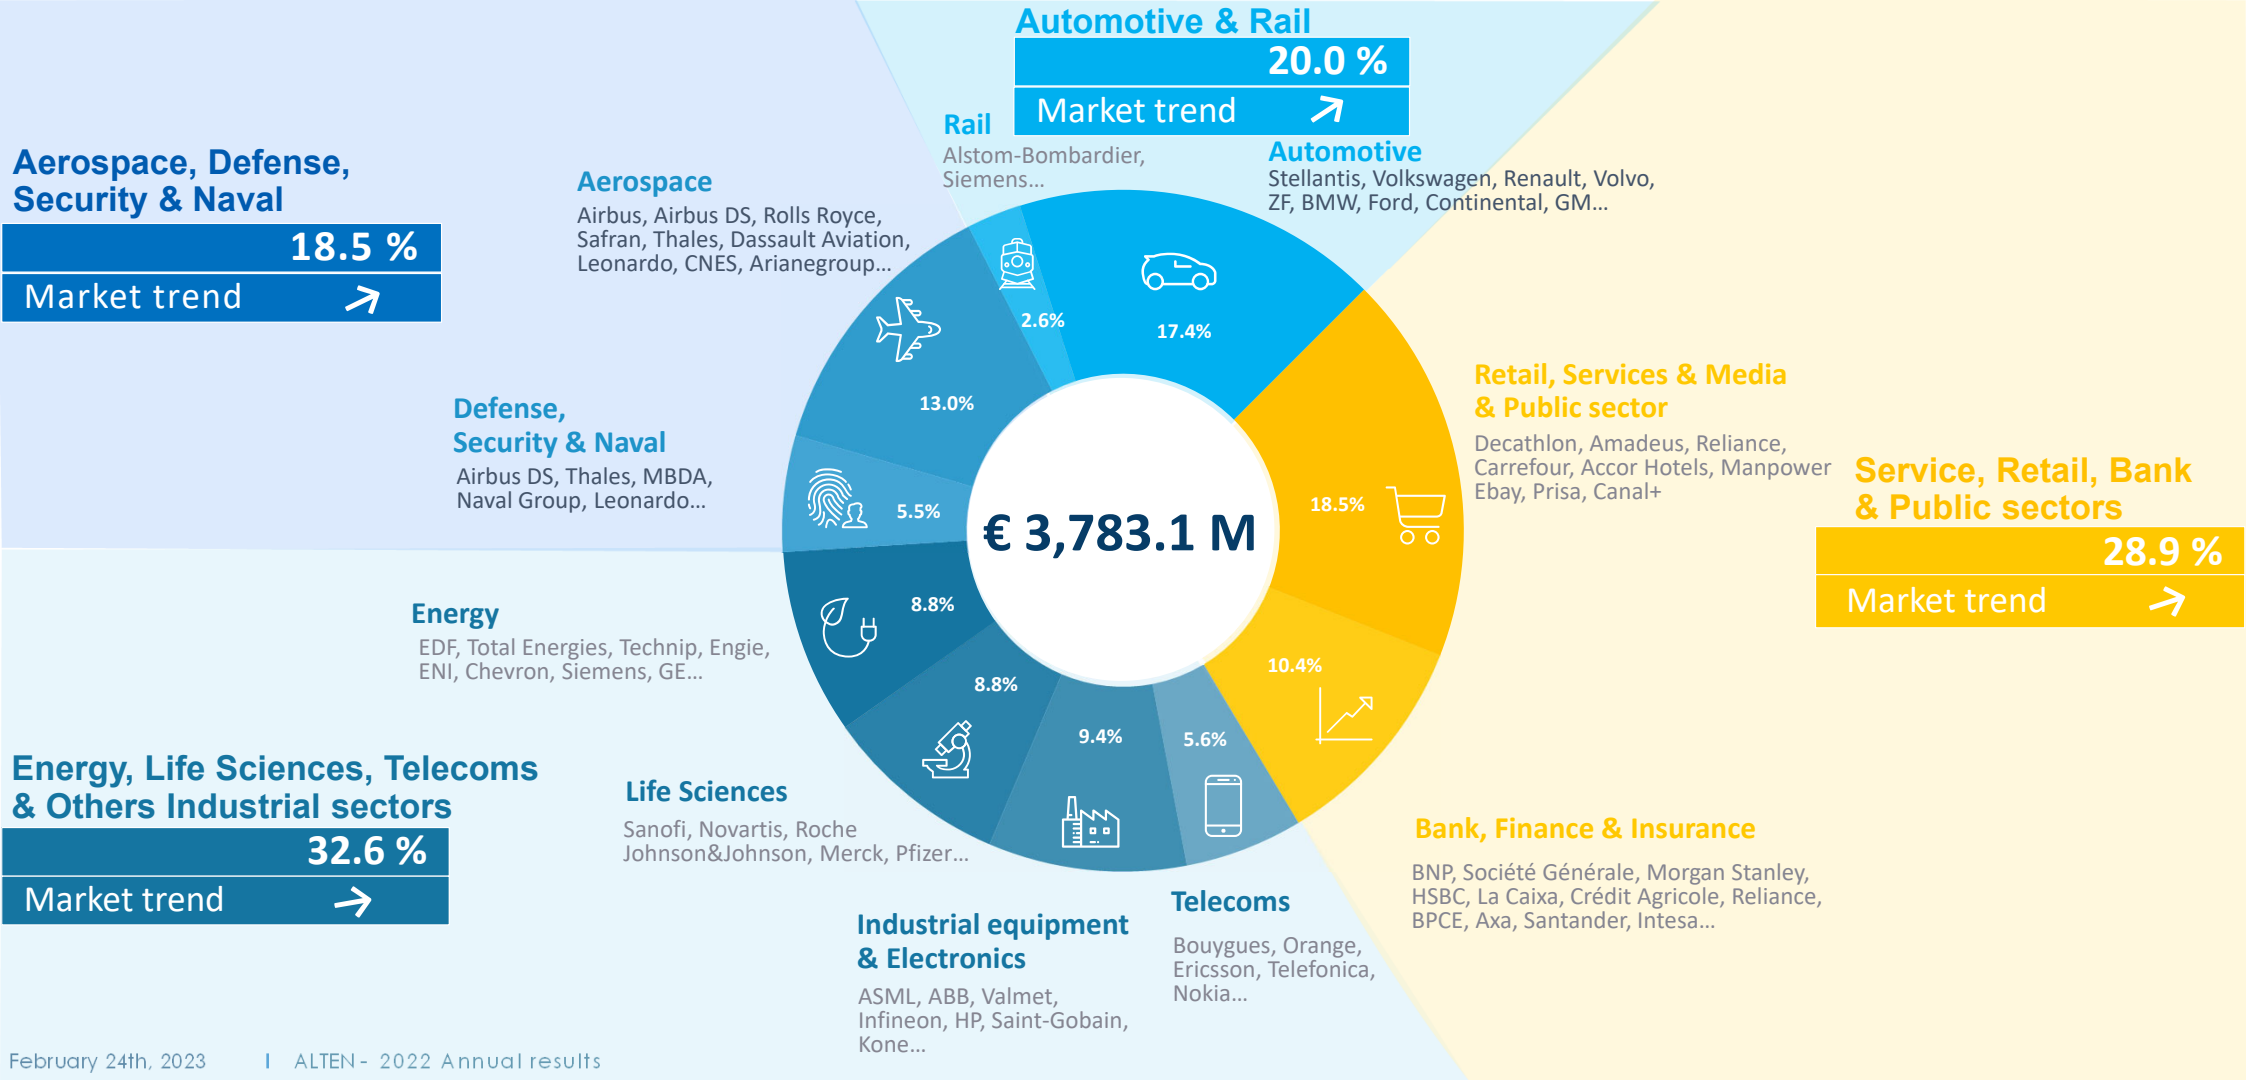 Automotive & Rail
20.0 %
Market trend
Rail
Alstom-Bombardier,
Siemens...
Automotive
Stellantis, Volkswagen, Renault, Volvo,
ZF, BMW, Ford, Continental, GM...
Aerospace, Defense,
Security & Naval
18.5 %
Market trend
Aerospace
Airbus, Airbus DS, Rolls Royce,
Safran, Thales, Dassault Aviation,
Leonardo, CNES, Arianegroup...
Defense,
Security & Naval
Airbus DS, Thales, MBDA,
Naval Group, Leonardo...
2.6%
17.4%
13.0%
5.5%
18.5%
€ 3,783.1 M
8.8%
8.8%
9.4%
5.6%
10.4%
Retail, Services & Media
& Public sector
Decathlon, Amadeus, Reliance,
Carrefour, Accor Hotels, Manpower
Ebay, Prisa, Canal+
Service, Retail, Bank
& Public sectors
28.9 %
Market trend
Energy
EDF, Total Energies, Technip, Engie,
ENI, Chevron, Siemens, GE...
Energy, Life Sciences, Telecoms
& Others Industrial sectors
32.6 %
Market trend
Life Sciences
Sanofi, Novartis, Roche
Johnson&Johnson, Merck, Pfizer...
Industrial equipment
& Electronics
ASML, ABB, Valmet,
Infineon, HP, Saint-Gobain,
Kone...
Telecoms
Bouygues, Orange,
Ericsson, Telefonica,
Nokia...
Bank, Finance & Insurance
BNP, Société Générale, Morgan Stanley,
HSBC, La Caixa, Crédit Agricole, Reliance,
BPCE, Axa, Santander, Intesa...
February 24th, 2023 I ALTEN - 2022 Annual results